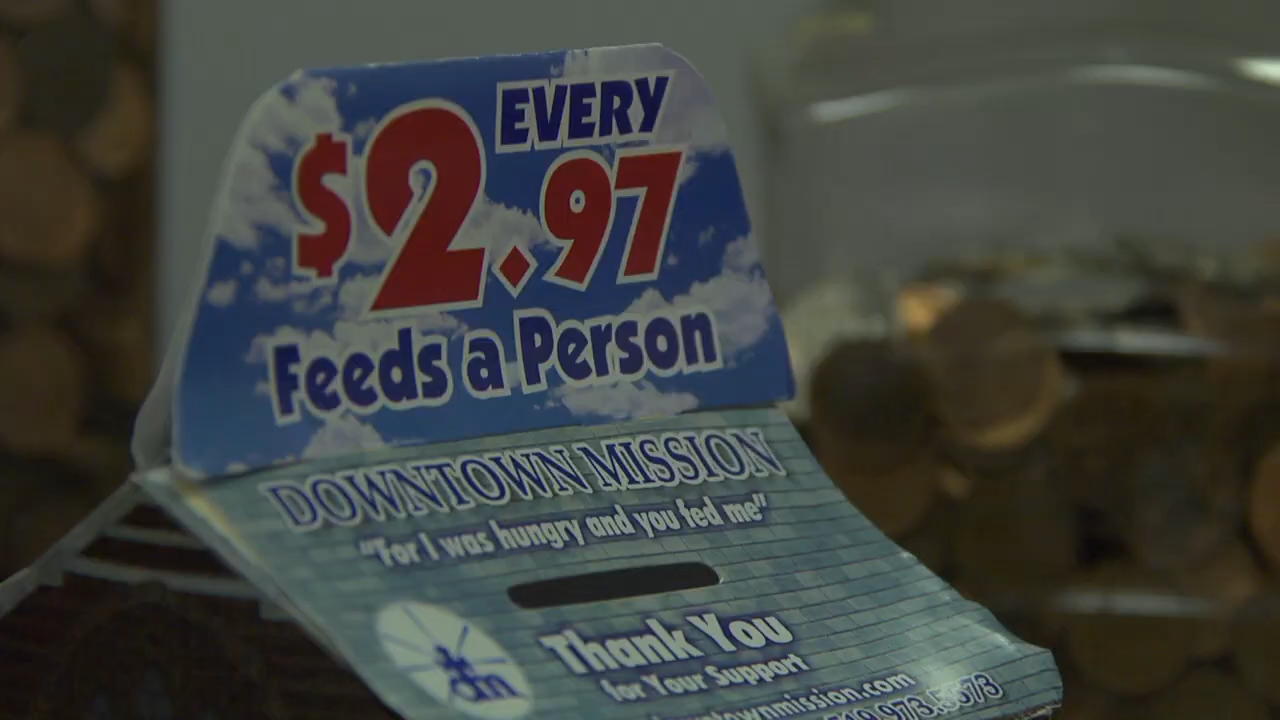 EVERY
$2.97
Feeds a Person
DOWNTOWN MISSION
"For I was hungry and you fed me"
Thank You
for Your Support
dm